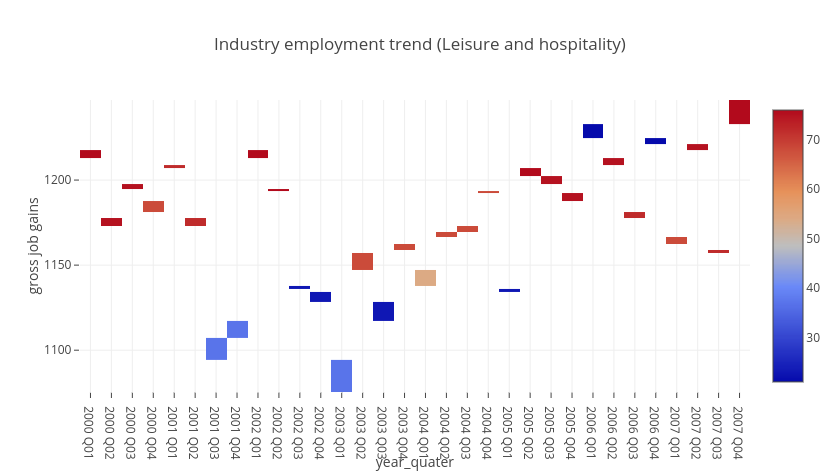 Industry employment trend (Leisure and hospitality)
gross job gains
1200
1150
1100
2000 Q01
2000 Q02
2000 Q03
2000 Q04
2001 Q01
2001 Q02
2001 Q03
2001 Q04
2002 Q01
2002 Q02
2002 Q03
2002 Q04
2003 Q01
2003 Q02
2003 Q03
2003 Q04
2004 Q01
2004 Q02
2004 Q03
2004 Q04
2005 Q01
2005 Q02
2005 Q03
2005 Q04
2006 Q01
2006 Q02
2006 Q03
2006 Q04
2007 Q01
2007 Q02
2007 Q03
2007 Q04
year_quater
70
60
50
40
30